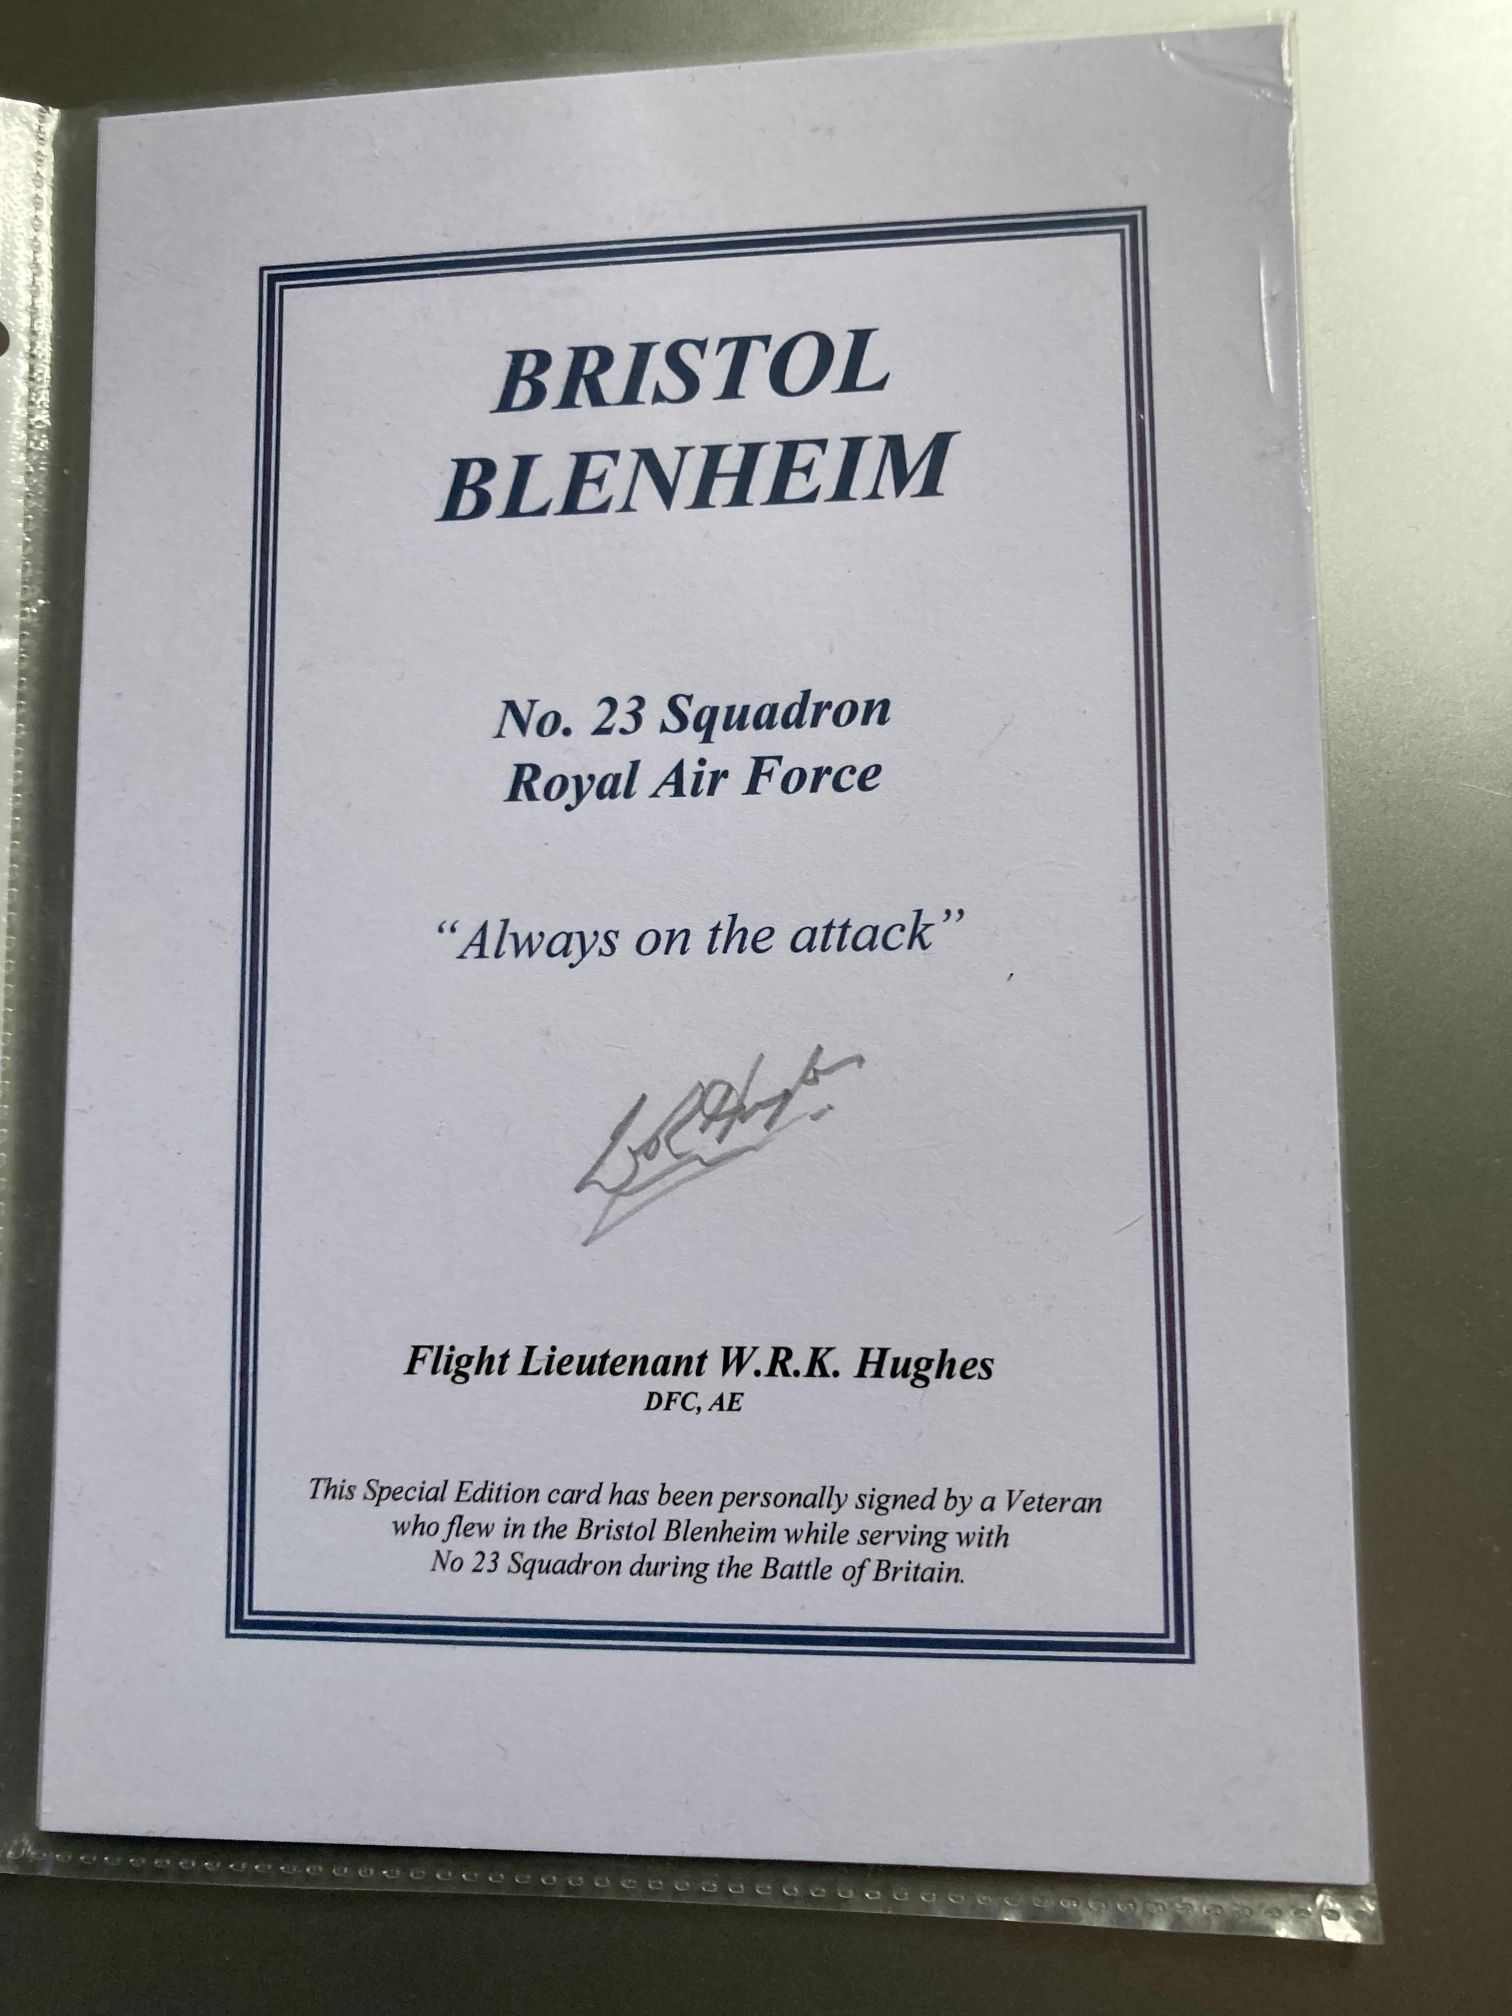 BRISTOL
BLENHEIM
No. 23 Squadron
Royal Air Force
“Always on the attack”
Flight Lieutenant W.R.K. Hughes
DFC, AE
This Special Edition card has been personally signed by a Veteran
who flew in the Bristol Blenheim while serving with
No 23 Squadron during the Battle of Britain.